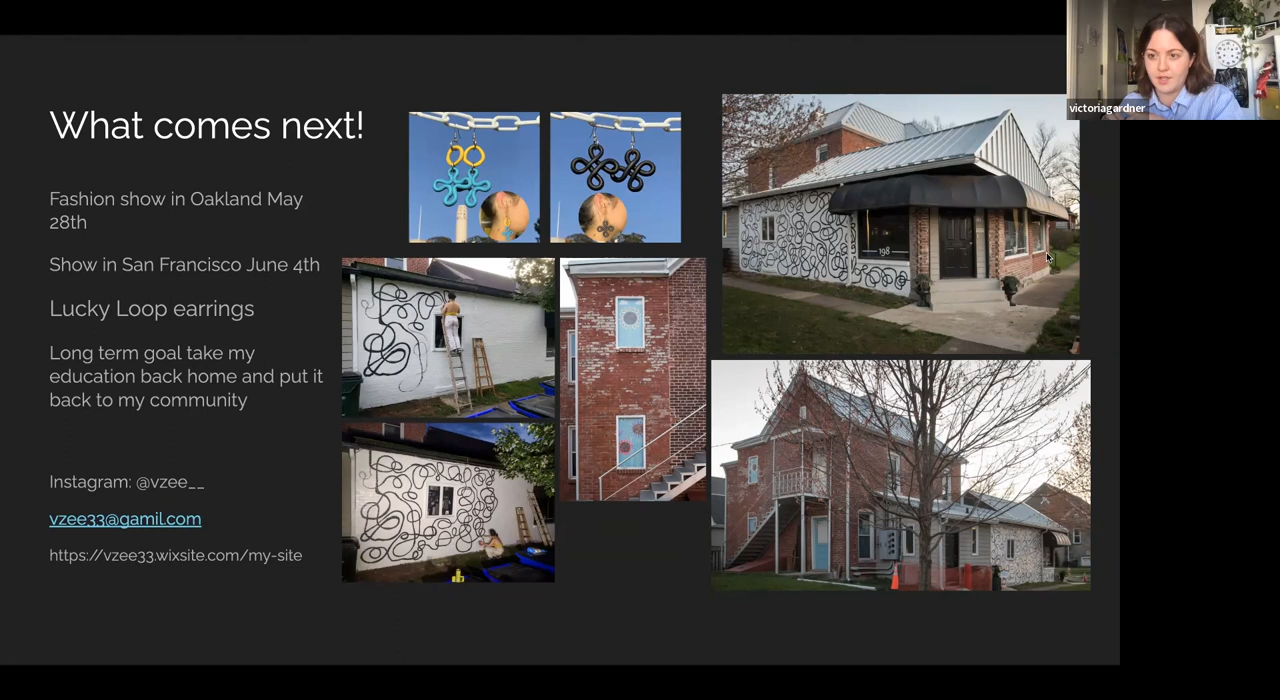 What comes next!
Fashion show in Oakland May
28th
Show in San Francisco June 4th
Lucky Loop earrings
Long term goal take my
education back home and put it
back to my community
Instagram: @vzee__
vzee33@gamil.com
https://vzee33.wixsite.com/my-site
198
victoriagardner